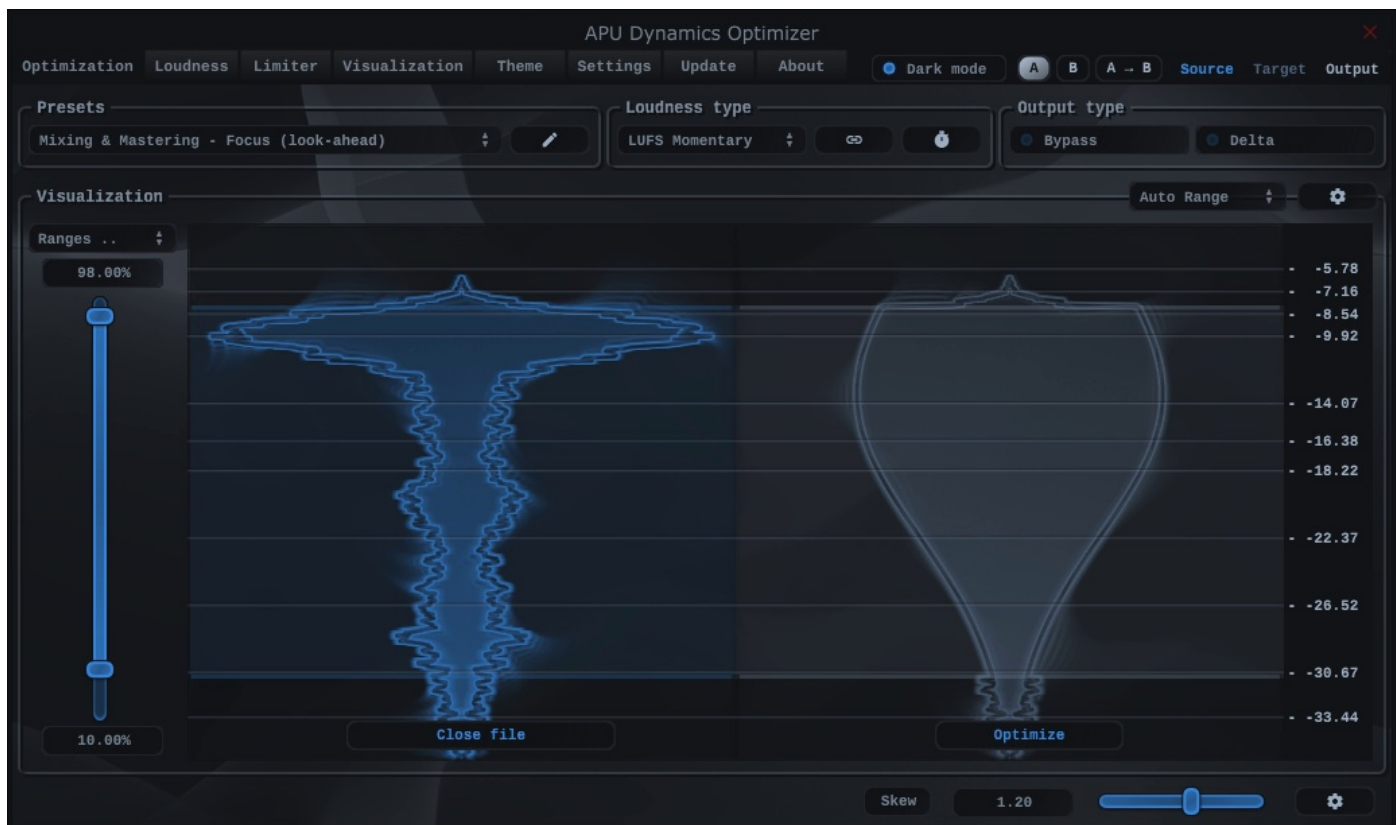 APU Dynamics Optimizer
Optimization Loudness Limiter Visualization Theme Settings Update About Dark mode A B A → B Source Target Output
Presets Loudness type Output type
Mixing & Mastering - Focus (look-ahead) LUFS Momentary Bypass Delta
Visualization Auto Range
Ranges ..
98.00%
- -5.78
- -7.16
- -8.54
- -9.92
- -14.07
- -16.38
- -18.22
- -22.37
- -26.52
- -30.67
- -33.44
10.00% Close file Optimize
Skew 1.20